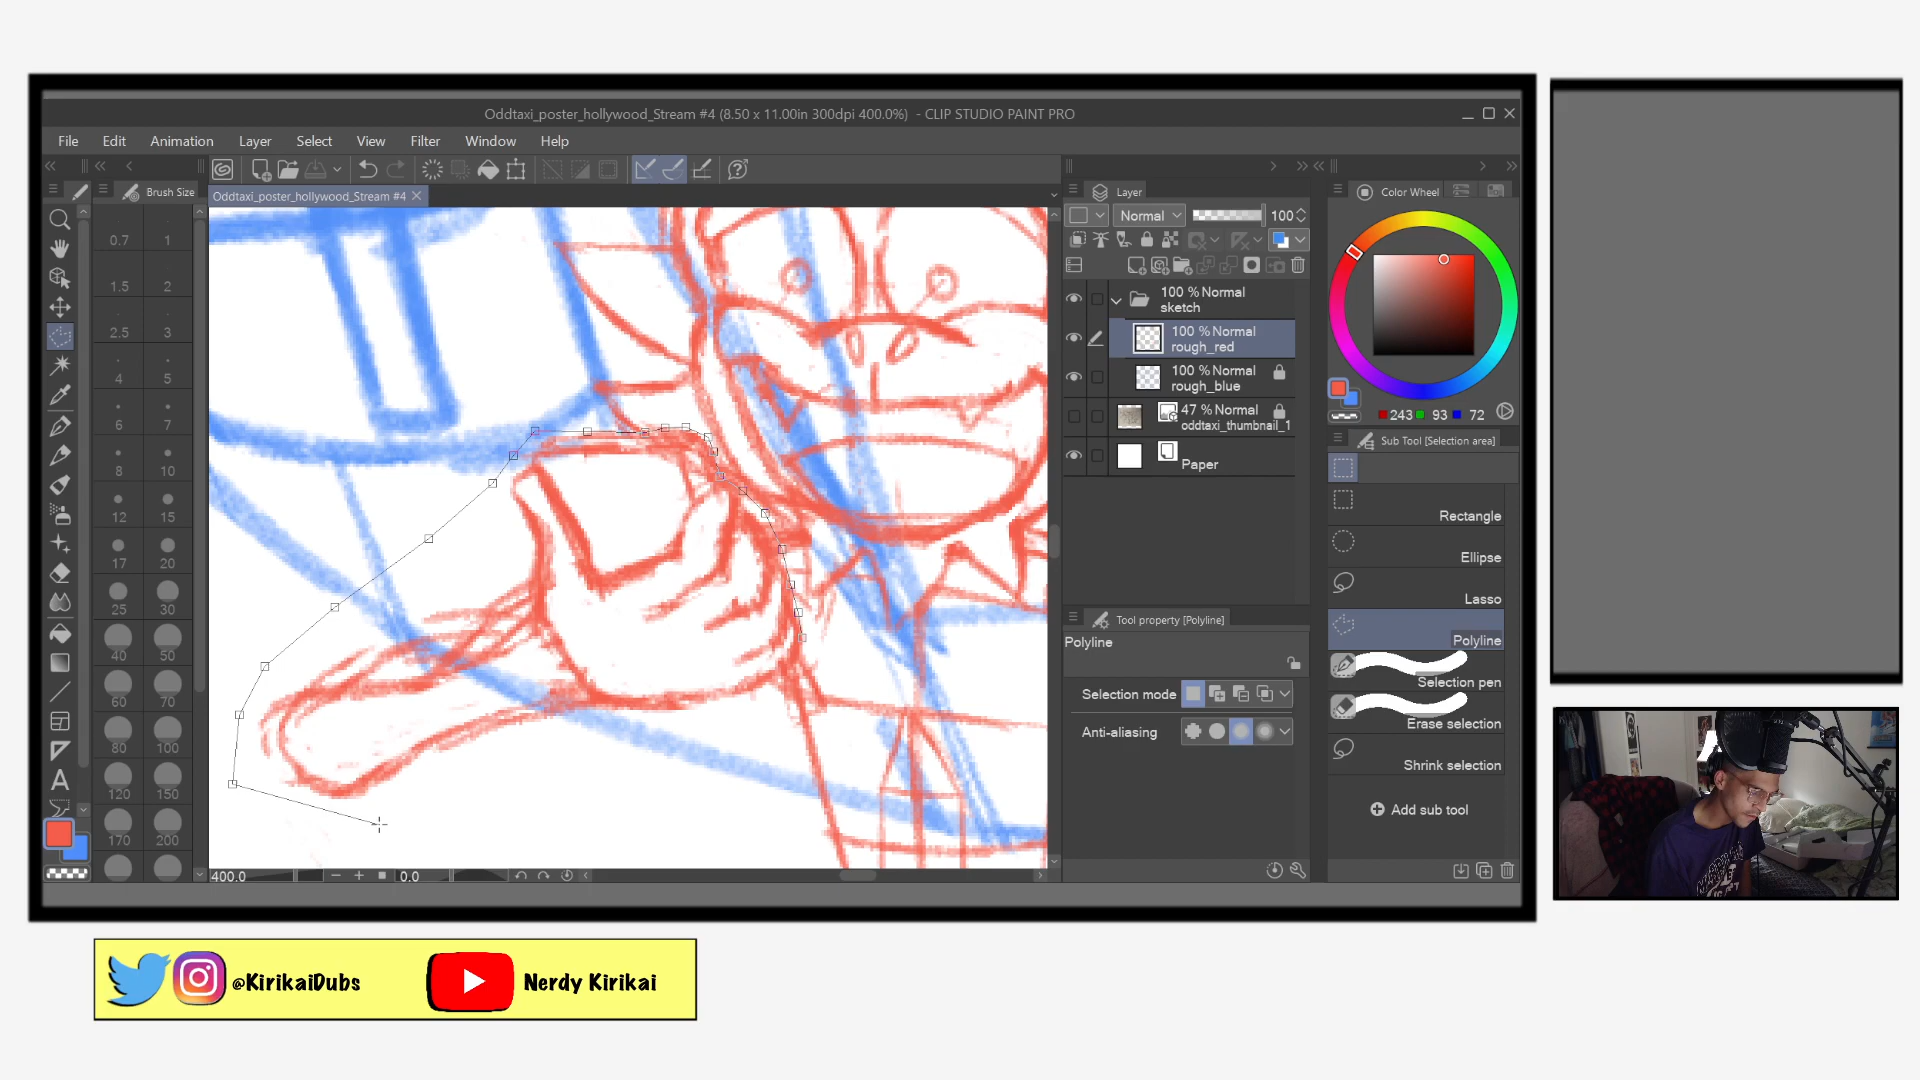 Oddtaxi_poster_hollywood_Stream #4 (8.50 x 11.00in 300dpi 400.0%) - CLIP STUDIO PAINT PRO
File Edit Animation Layer Select View Filter Window Help
Brush Size
Oddtaxi_poster_hollywood_Stream #4
0.7 1
1.5 2
2.5 3
4 5
6 7
8 10
12 15
17 20
25 30
40 50
60 70
80 100
120 150
170 200
400.0 0.0
Layer
Normal 100
100 % Normal
sketch
100 % Normal
rough_red
100 % Normal
rough_blue
47 % Normal
oddtaxi_thumbnail_1
Paper
Tool property [Polyline]
Polyline
Selection mode
Anti-aliasing
Color Wheel
243 93 72
Sub Tool [Selection area]
Rectangle
Ellipse
Lasso
Polyline
Selection pen
Erase selection
Shrink selection
Add sub tool
@KirikaiDubs
Nerdy Kirikai